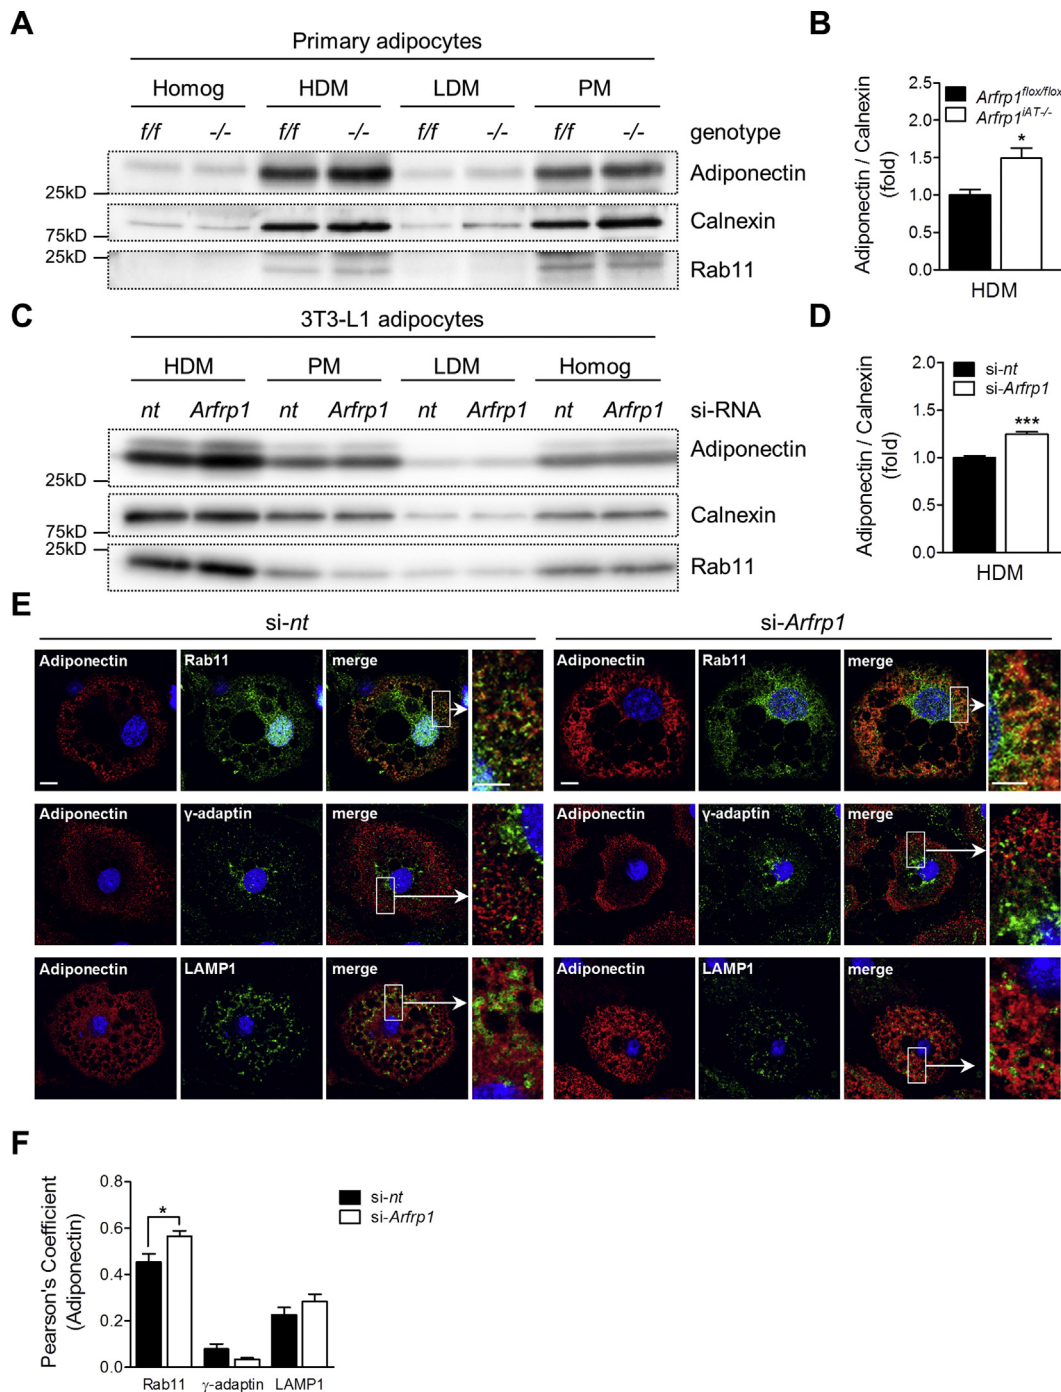 A
Primary adipocytes
Homog HDM LDM PM
f/f -/- f/f -/- f/f -/- f/f -/- genotype
Adiponectin
25kD
Calnexin
75kD
25kD
Rab11
B
Adiponectin / Calnexin
(fold)
2.5
2.0
1.5
1.0
0.5
0.0
Arfrp1flox/flox
Arfrp1iAT-/-
*
HDM
C
3T3-L1 adipocytes
HDM PM LDM Homog
nt Arfrp1 nt Arfrp1 nt Arfrp1 nt Arfrp1 si-RNA
Adiponectin
25kD
Calnexin
75kD
25kD
Rab11
D
Adiponectin / Calnexin
(fold)
2.0
1.5
1.0
0.5
0.0
si-nt
si-Arfrp1
***
HDM
E
si-nt si-Arfrp1
Adiponectin Rab11 merge Adiponectin Rab11 merge
Adiponectin γ-adaptin merge Adiponectin γ-adaptin merge
Adiponectin LAMP1 merge Adiponectin LAMP1 merge
F
Pearson's Coefficient
(Adiponectin)
0.8
0.6
0.4
0.2
0.0
*
si-nt
si-Arfrp1
Rab11 γ-adaptin LAMP1